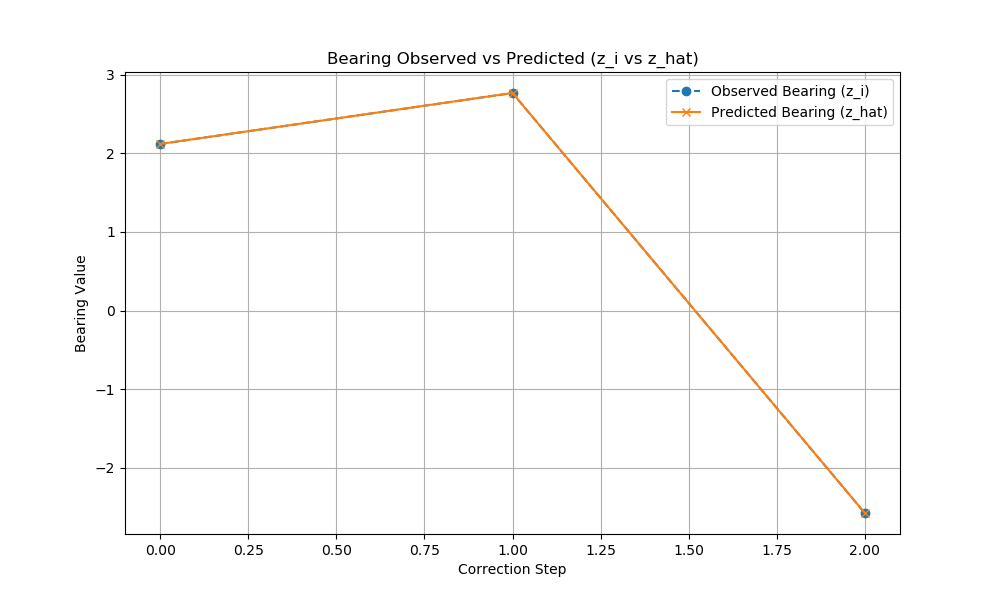 Bearing Observed vs Predicted (z_i vs z_hat)
Observed Bearing (z_i)
Predicted Bearing (z_hat)
Bearing Value
3
2
1
0
−1
−2
0.00 0.25 0.50 0.75 1.00 1.25 1.50 1.75 2.00
Correction Step